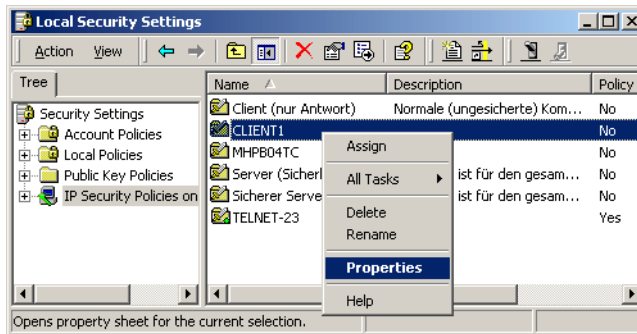 Local Security Settings
Action View
Tree
Name Description Policy
Security Settings
Account Policies
Local Policies
Public Key Policies
IP Security Policies on
Client (nur Antwort) Normale (ungesicherte) Kom... No
CLIENT1 No
MHPB04TC No
Server (Sicherl ist für den gesam... No
Sicherer Serve ist für den gesam... No
TELNET-23 Yes
Assign
All Tasks
Delete
Rename
Properties
Help
Opens property sheet for the current selection.